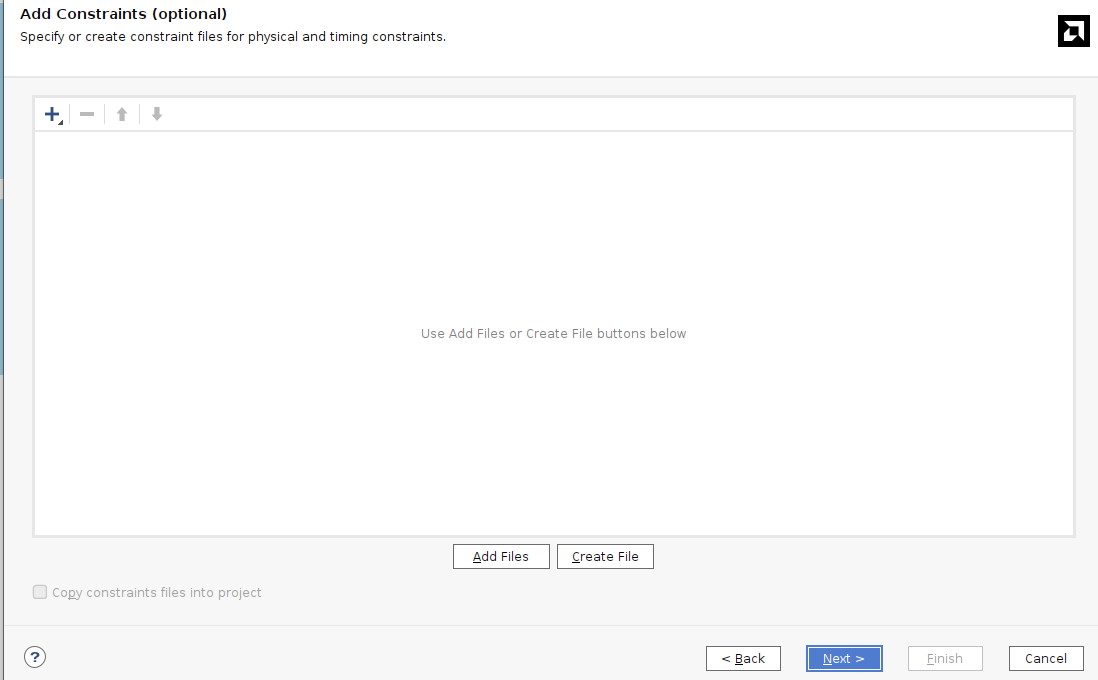 Add Constraints (optional)
Specify or create constraint files for physical and timing constraints.
Use Add Files or Create File buttons below
Add Files
Create File
Copy constraints files into project
?
< Back
Next >
Finish
Cancel